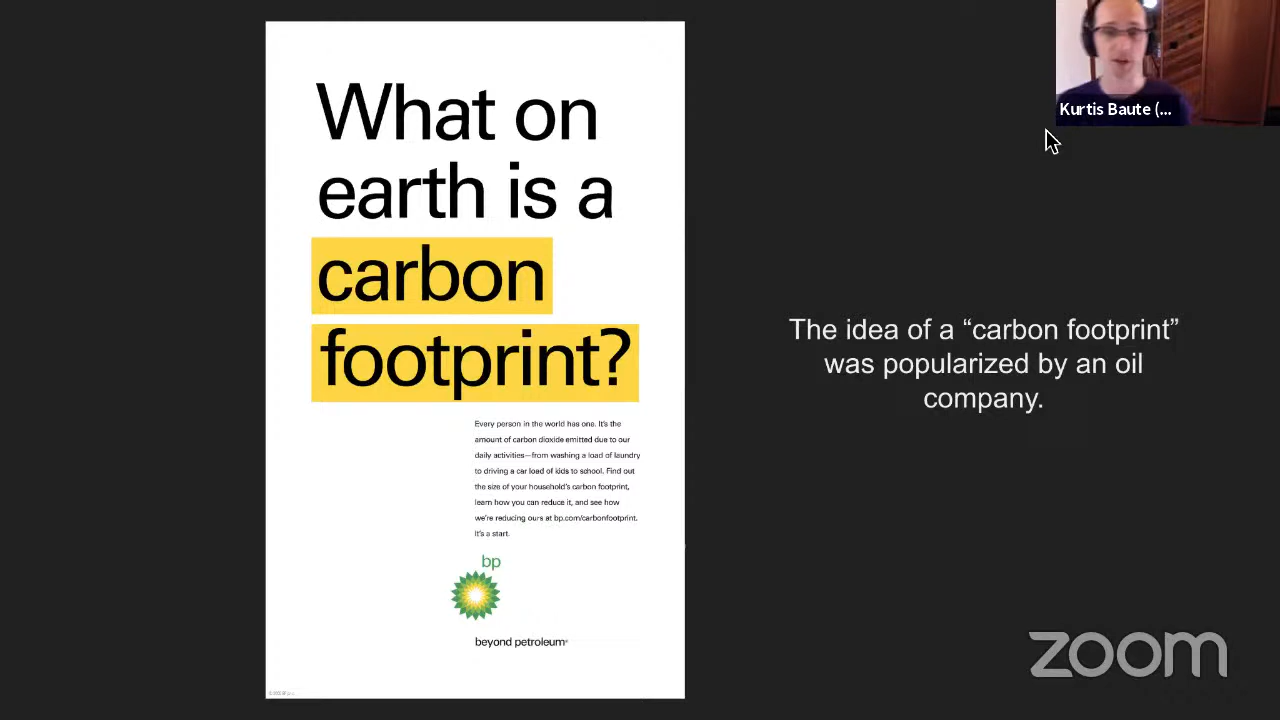 What on
earth is a
carbon
footprint?
Every person in the world has one. It's the
amount of carbon dioxide emitted due to our
daily activities—from washing a load of laundry
to driving a car load of kids to school. Find out
the size of your household's carbon footprint,
learn how you can reduce it, and see how
we're reducing ours at bp.com/carbonfootprint.
It's a start.
bp
beyond petroleum®
The idea of a “carbon footprint”
was popularized by an oil
company.
Kurtis Baute (...
zoom